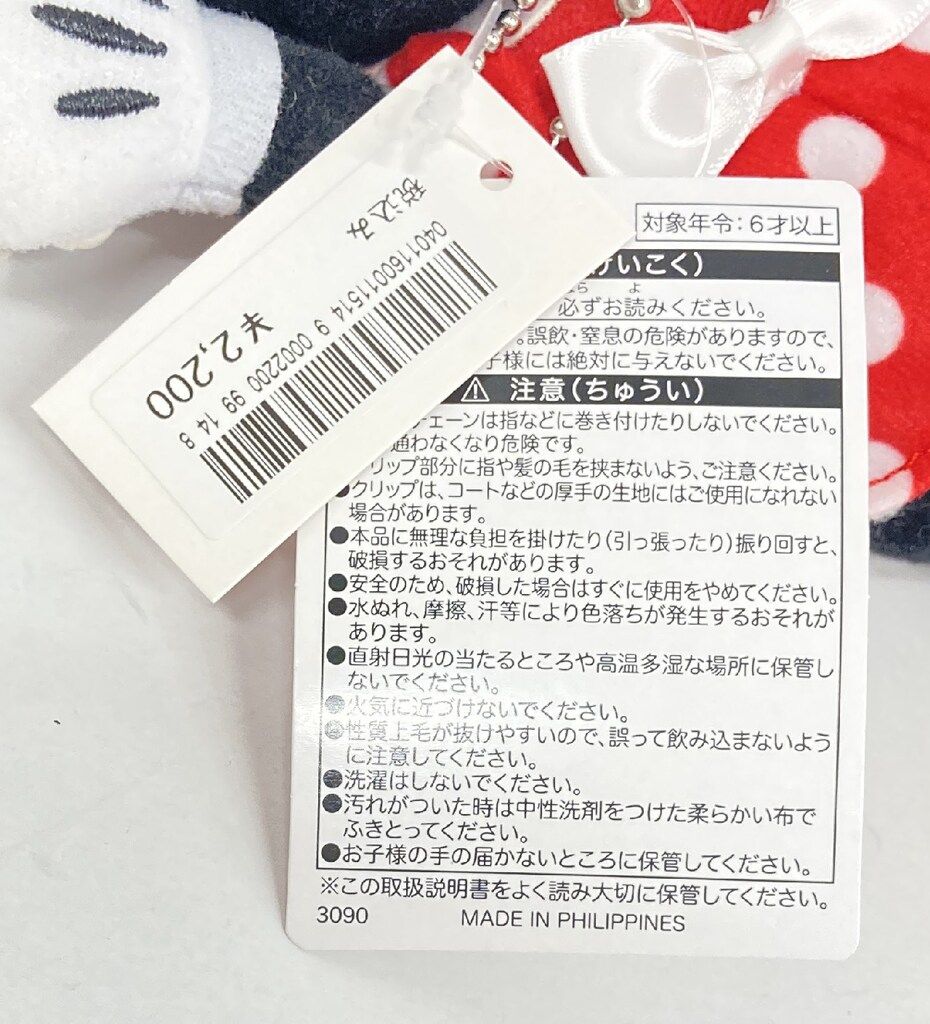 税込み
0401160011514 9 0002200 99 14 8
￥2,200
対象年令：6才以上
けいこく）
必ずお読みください。
。誤飲・窒息の危険がありますので、
子様には絶対に与えないでください。
⚠ 注意（ちゅうい）
チェーンは指などに巻き付けたりしないでください。
通わなくなり危険です。
リップ部分に指や髪の毛を挟まないよう、ご注意ください。
●クリップは、コートなどの厚手の生地にはご使用になれない
場合があります。
●本品に無理な負担を掛けたり（引っ張ったり）振り回すと、
破損するおそれがあります。
●安全のため、破損した場合はすぐに使用をやめてください。
●水ぬれ、摩擦、汗等により色落ちが発生するおそれが
あります。
●直射日光の当たるところや高温多湿な場所に保管し
ないでください。
●火気に近づけないでください。
●性質上毛が抜けやすいので、誤って飲み込まないよう
に注意してください。
●洗濯はしないでください。
●汚れがついた時は中性洗剤をつけた柔らかい布で
ふきとってください。
●お子様の手の届かないところに保管してください。
※この取扱説明書をよく読み大切に保管してください。
3090 MADE IN PHILIPPINES